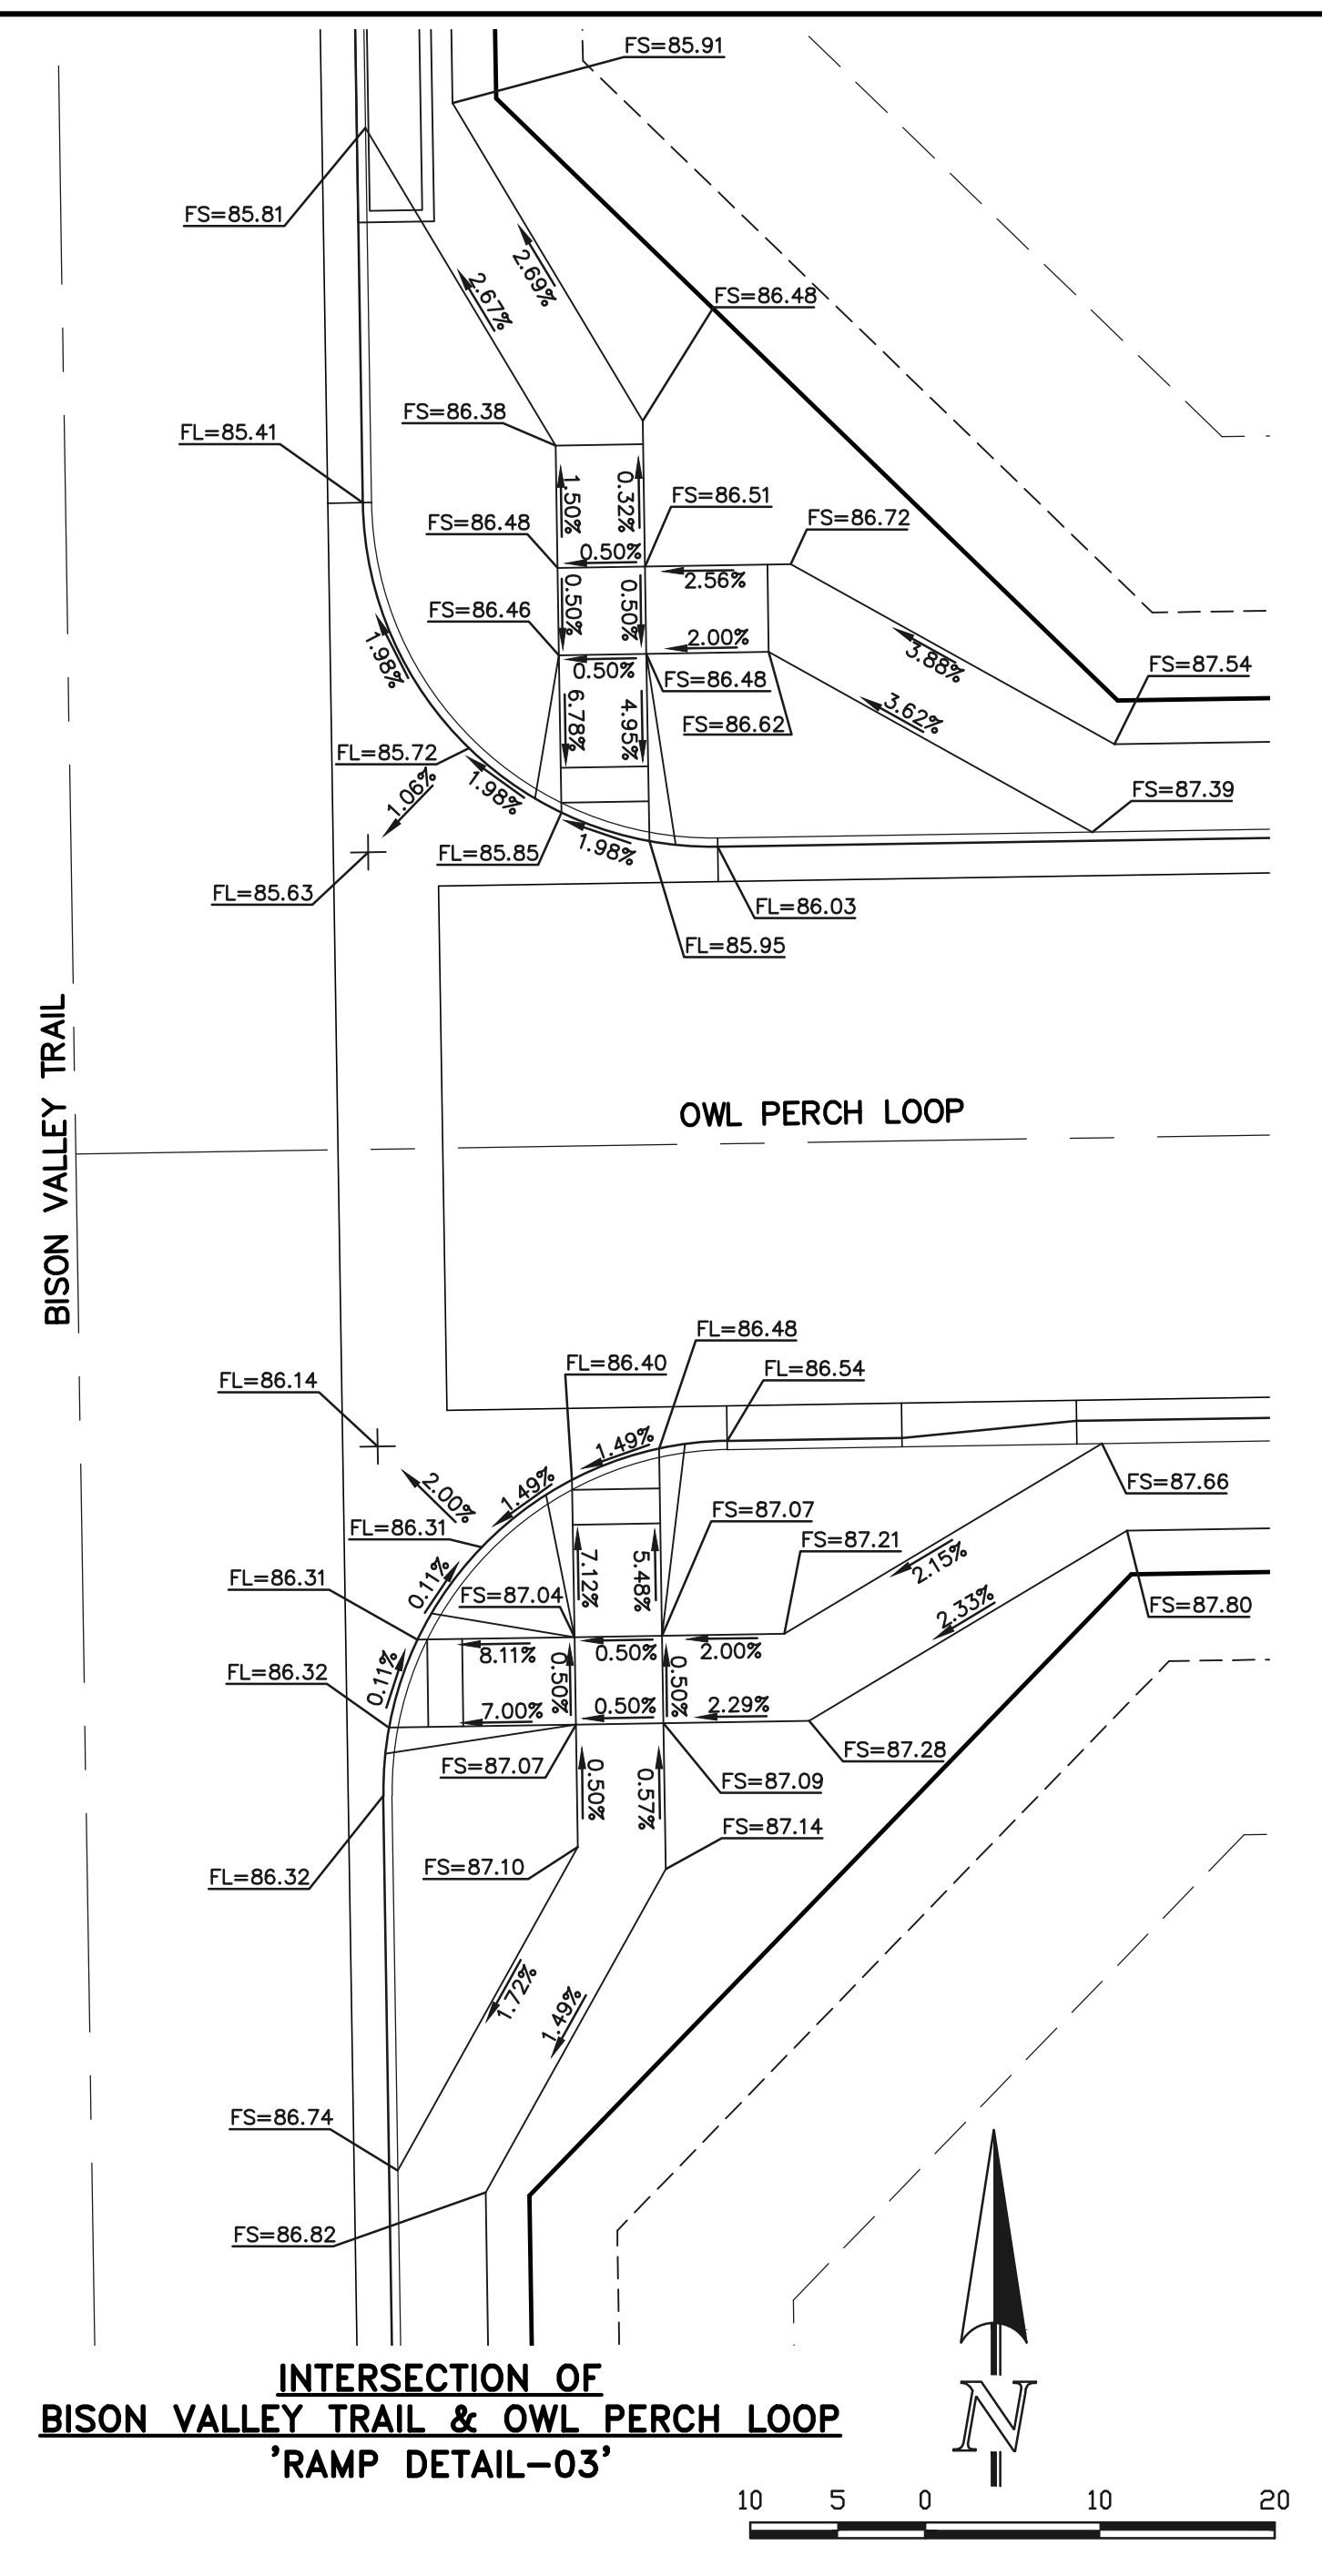 FS=85.91
FS=85.81
2.69%
2.67%
FS=86.48
FS=86.38
FL=85.41
1.50%
0.32%
FS=86.51
FS=86.48
FS=86.72
0.50%
2.56%
0.50%
0.50%
FS=86.46
2.00%
1.98%
0.50%
FS=86.48
3.88%
FS=87.54
6.78%
4.95%
FS=86.62
3.62%
FL=85.72
1.06%
1.98%
FS=87.39
FL=85.85
1.98%
FL=85.63
FL=86.03
FL=85.95
BISON VALLEY TRAIL
OWL PERCH LOOP
FL=86.48
FL=86.40
FL=86.54
FL=86.14
1.49%
1.49%
2.00%
FS=87.66
FS=87.07
FL=86.31
FS=87.21
7.12%
5.48%
2.15%
FL=86.31
0.11%
FS=87.04
2.33%
FS=87.80
8.11%
0.50%
2.00%
0.50%
0.50%
FL=86.32
0.11%
7.00%
0.50%
2.29%
FS=87.07
FS=87.28
0.50%
0.57%
FS=87.09
FS=87.14
FS=87.10
FL=86.32
1.72%
1.49%
FS=86.74
FS=86.82
N
INTERSECTION OF
BISON VALLEY TRAIL & OWL PERCH LOOP
'RAMP DETAIL-03'
10 5 0 10 20